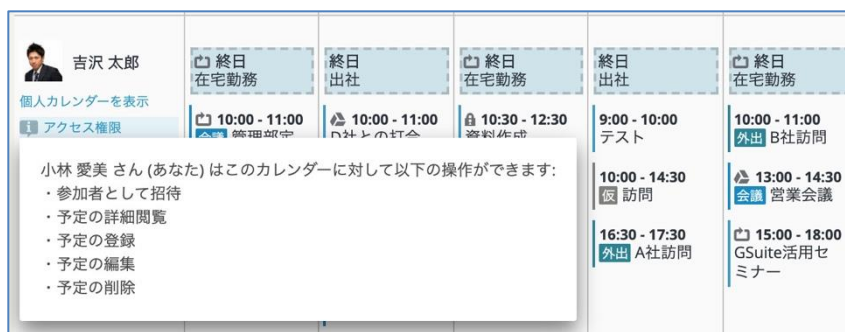 吉沢 太郎
個人カレンダーを表示
アクセス権限
終日
在宅勤務
10:00 - 11:00
会議 管理部定
終日
出社
10:00 - 11:00
D社との打合
終日
在宅勤務
10:30 - 12:30
資料作成
終日
出社
9:00 - 10:00
テスト
10:00 - 14:30
仮 訪問
16:30 - 17:30
外出 A社訪問
終日
在宅勤務
10:00 - 11:00
外出 B社訪問
13:00 - 14:30
会議 営業会議
15:00 - 18:00
GSuite活用セ
ミナー
小林 愛美 さん (あなた) はこのカレンダーに対して以下の操作ができます:
・参加者として招待
・予定の詳細閲覧
・予定の登録
・予定の編集
・予定の削除